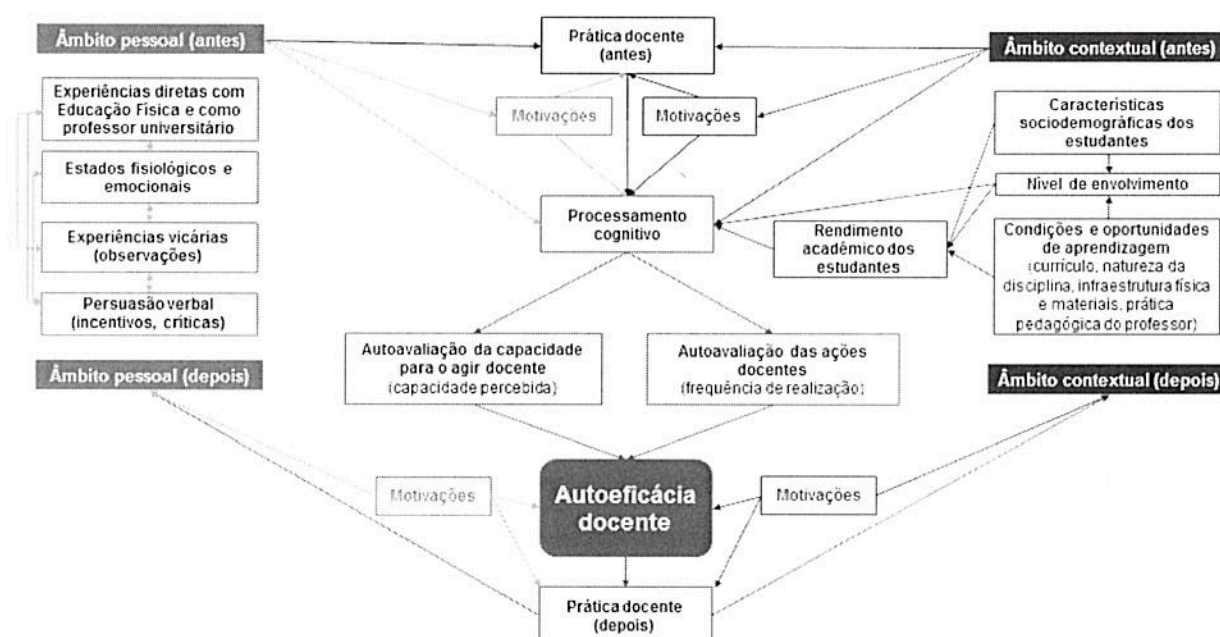 Âmbito pessoal (antes)
Prática docente
(antes)
Âmbito contextual (antes)
Experiências diretas com
Educação Física e como
professor universitário
Estados fisiológicos e
emocionais
Experiências vicárias
(observações)
Persuasão verbal
(incentivos, críticas)
Motivações
Motivações
Características
sociodemográficas dos
estudantes
Nível de envolvimento
Condições e oportunidades
de aprendizagem
(currículo, natureza da
disciplina, infraestrutura física
e materiais, prática
pedagógica do professor)
Processamento
cognitivo
Rendimento
acadêmico dos
estudantes
Âmbito pessoal (depois)
Autoavaliação da capacidade
para o agir docente
(capacidade percebida)
Autoavaliação das ações
docentes
(frequência de realização)
Âmbito contextual (depois)
Motivações
Autoeficácia
docente
Motivações
Prática docente
(depois)